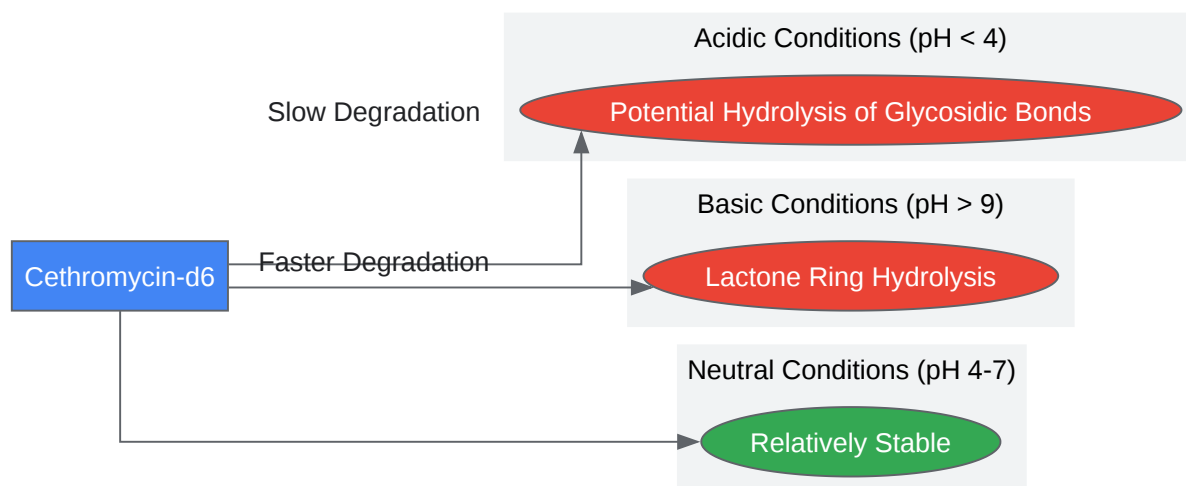 Acidic Conditions (pH < 4)
Slow Degradation
Potential Hydrolysis of Glycosidic Bonds
Basic Conditions (pH > 9)
Cethromycin-d6
Faster Degradation
Lactone Ring Hydrolysis
Neutral Conditions (pH 4-7)
Relatively Stable